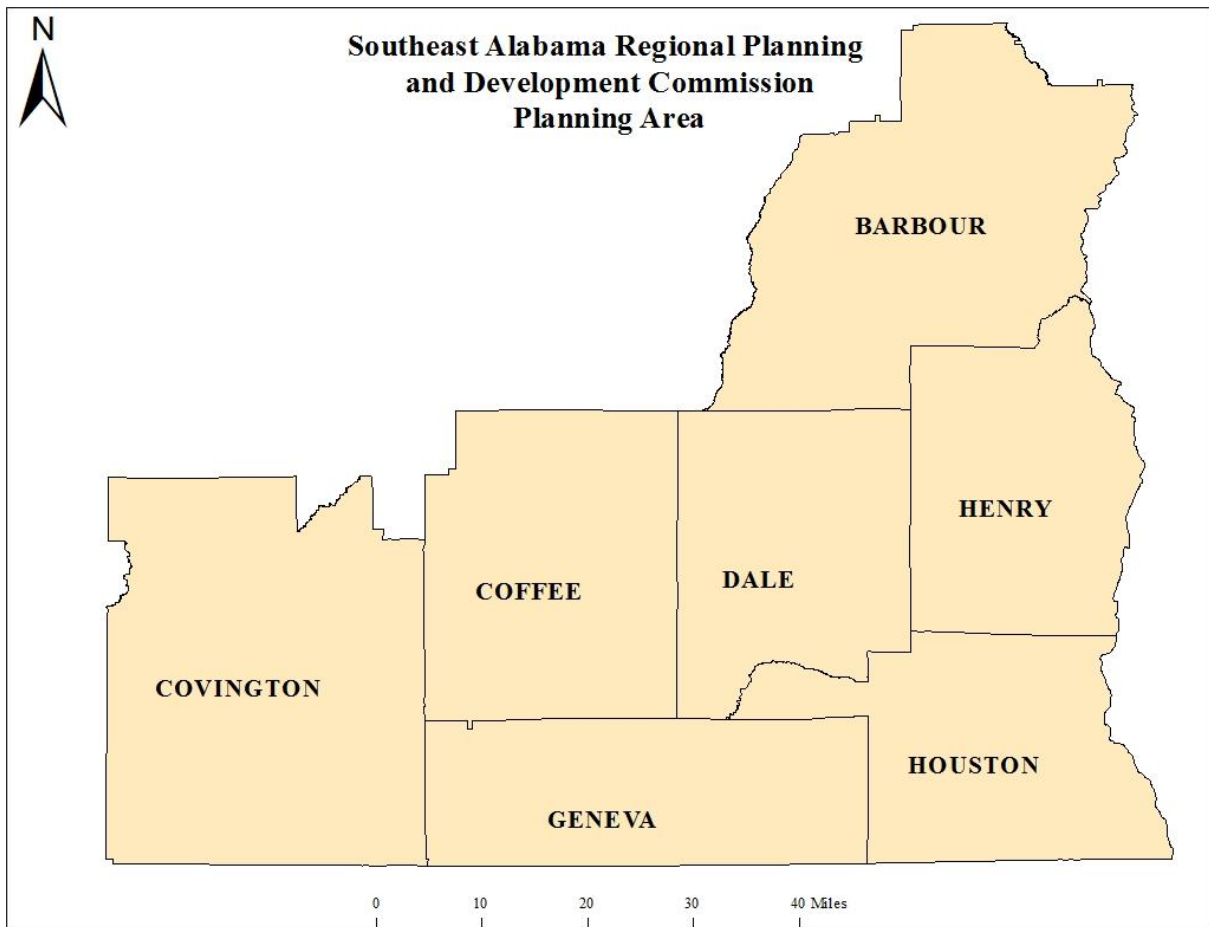 N
Southeast Alabama Regional Planning
and Development Commission
Planning Area
BARBOUR
HENRY
DALE
COFFEE
COVINGTON
HOUSTON
GENEVA
0 10 20 30 40 Miles